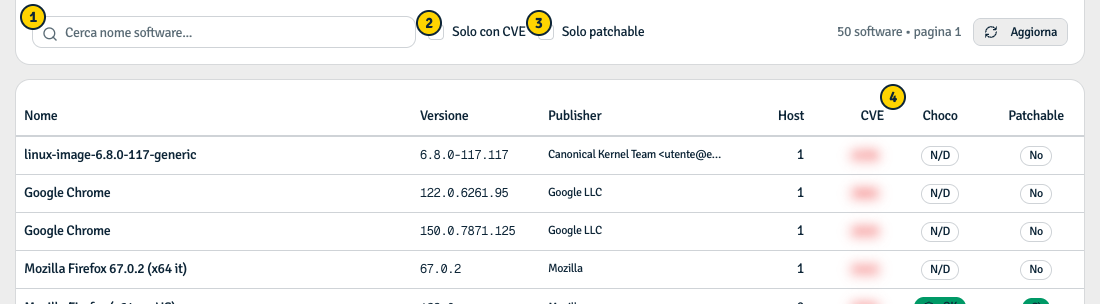 1 2 3
Cerca nome software... Solo con CVE Solo patchable 50 software • pagina 1 Aggiorna
4
Nome Versione Publisher Host CVE Choco Patchable
linux-image-6.8.0-117-generic 6.8.0-117.117 Canonical Kernel Team <utente@e... 1 N/D No
Google Chrome 122.0.6261.95 Google LLC 1 N/D No
Google Chrome 150.0.7871.125 Google LLC 1 N/D No
Mozilla Firefox 67.0.2 (x64 it) 67.0.2 Mozilla 1 N/D No